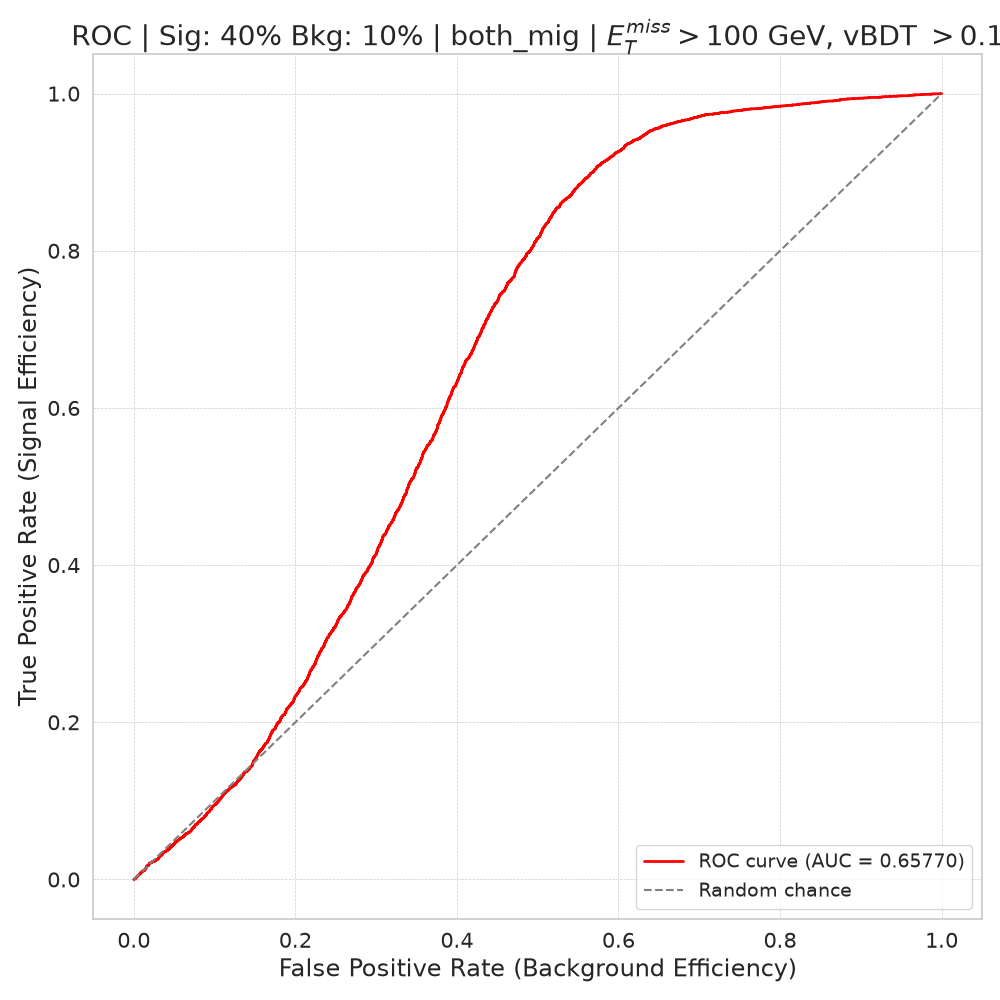 ROC | Sig: 40% Bkg: 10% | both_mig | $E_T^{miss} > 100$ GeV, vBDT $> 0.1$
1.0
0.8
0.6
0.4
0.2
0.0
True Positive Rate (Signal Efficiency)
ROC curve (AUC = 0.65770)
Random chance
0.0 0.2 0.4 0.6 0.8 1.0
False Positive Rate (Background Efficiency)